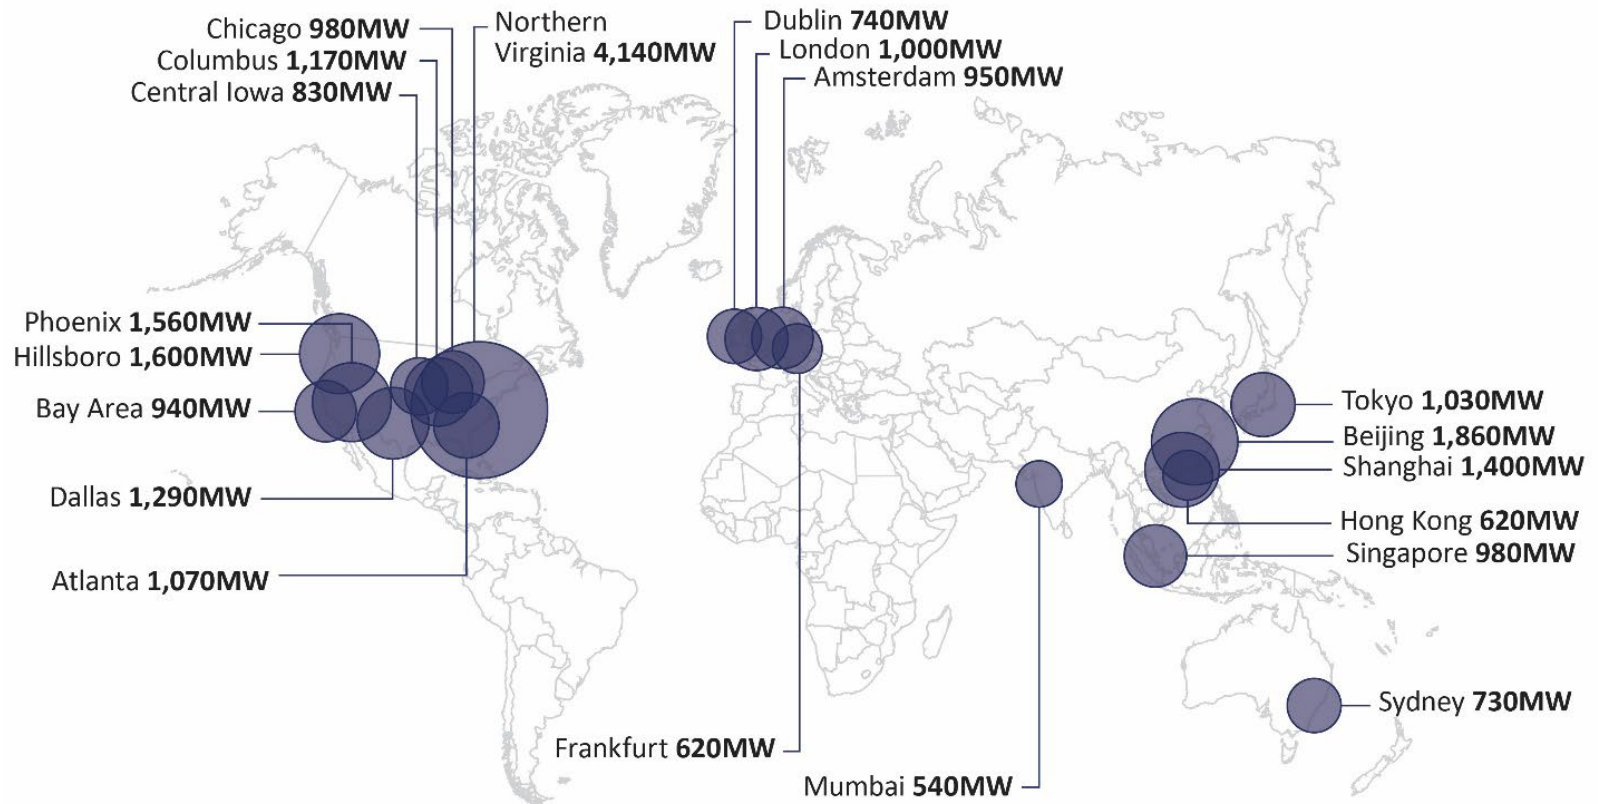 Chicago 980MW
Columbus 1,170MW
Central Iowa 830MW
Northern
Virginia 4,140MW
Dublin 740MW
London 1,000MW
Amsterdam 950MW
Phoenix 1,560MW
Hillsboro 1,600MW
Bay Area 940MW
Dallas 1,290MW
Atlanta 1,070MW
Tokyo 1,030MW
Beijing 1,860MW
Shanghai 1,400MW
Hong Kong 620MW
Singapore 980MW
Sydney 730MW
Frankfurt 620MW
Mumbai 540MW